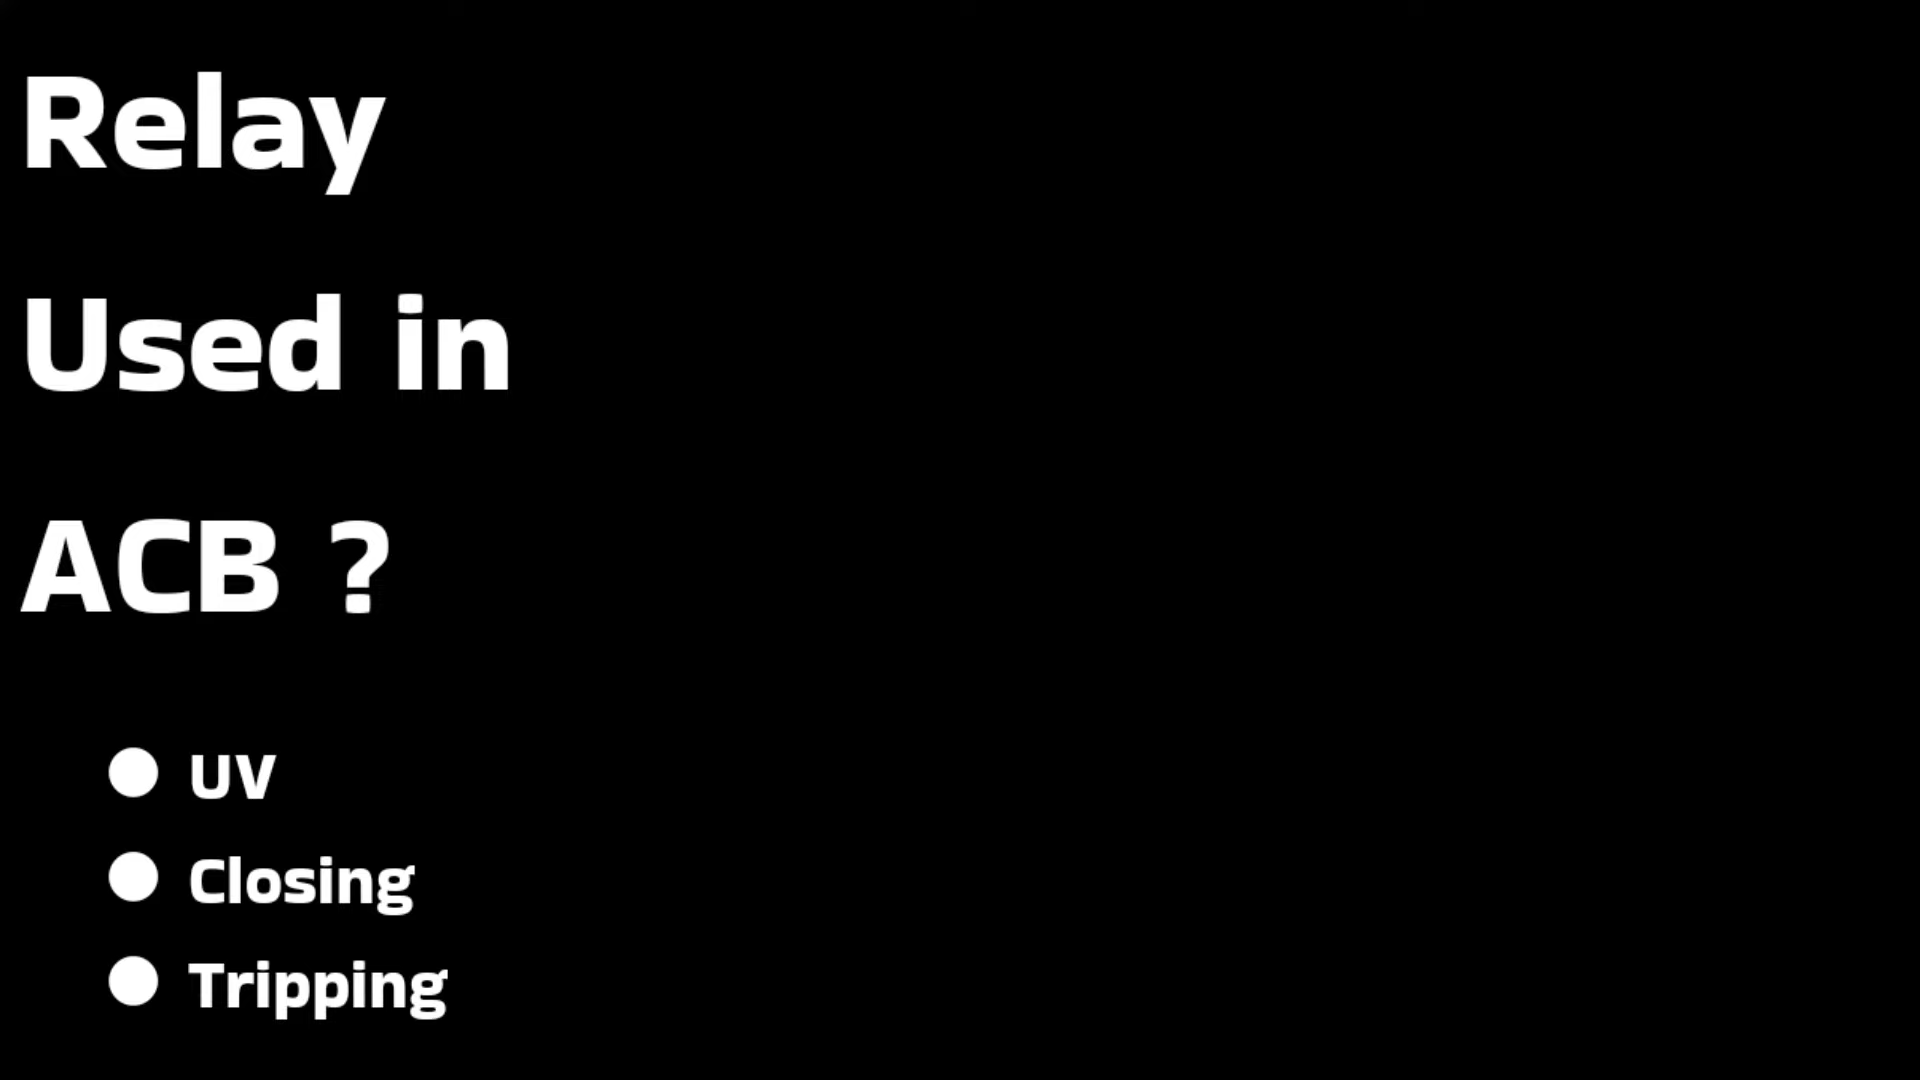 Relay
Used in
ACB ?
UV
Closing
Tripping